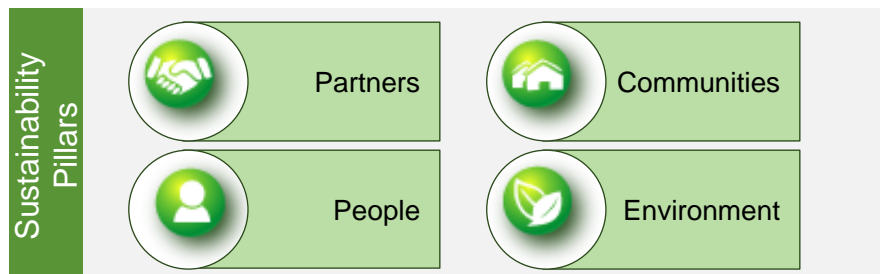 Sustainability
Pillars
Partners
Communities
People
Environment